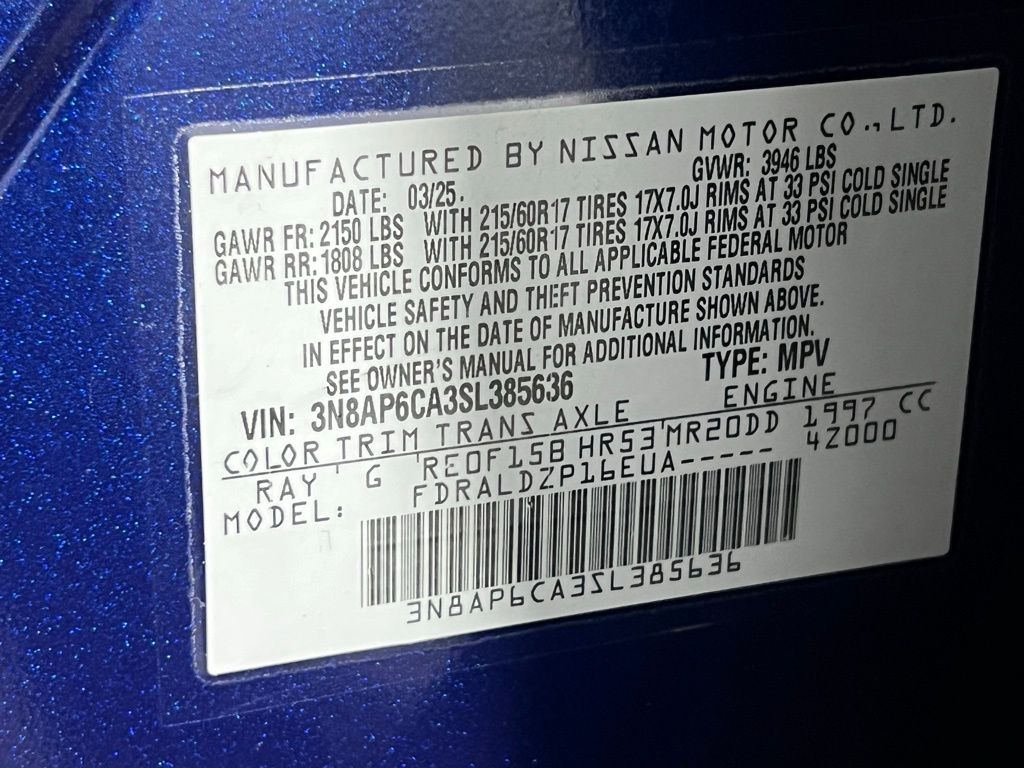 MANUFACTURED BY NISSAN MOTOR CO., LTD.
DATE: 03/25. GVWR: 3946 LBS
GAWR FR: 2150 LBS WITH 215/60R17 TIRES 17X7.0J RIMS AT 33 PSI COLD SINGLE
GAWR RR: 1808 LBS WITH 215/60R17 TIRES 17X7.0J RIMS AT 33 PSI COLD SINGLE
THIS VEHICLE CONFORMS TO ALL APPLICABLE FEDERAL MOTOR
VEHICLE SAFETY AND THEFT PREVENTION STANDARDS
IN EFFECT ON THE DATE OF MANUFACTURE SHOWN ABOVE.
SEE OWNER'S MANUAL FOR ADDITIONAL INFORMATION.
VIN: 3N8AP6CA3SL385636 TYPE: MPV
COLOR TRIM TRANS AXLE ENGINE
RAY G RE0F15B HR53 MR20DD 1997 CC
MODEL: FDRALDZP16EUA----- 42000
3N8AP6CA3SL385636